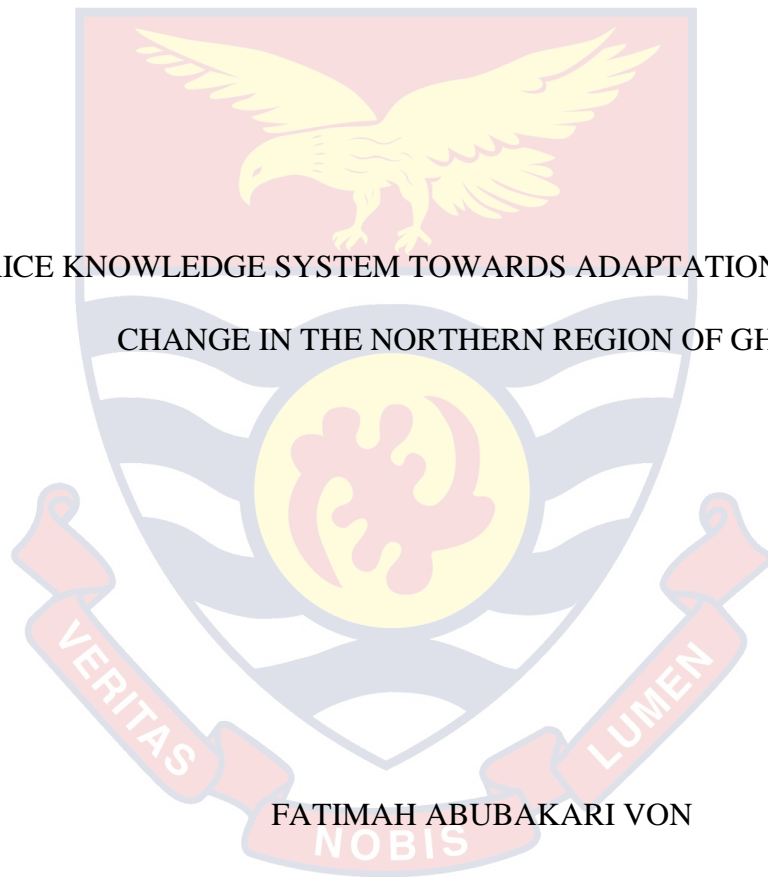 RICE KNOWLEDGE SYSTEM TOWARDS ADAPTATION
CHANGE IN THE NORTHERN REGION OF GH
VERITAS
LUMEN
FATIMAH ABUBAKARI VON
NOBIS